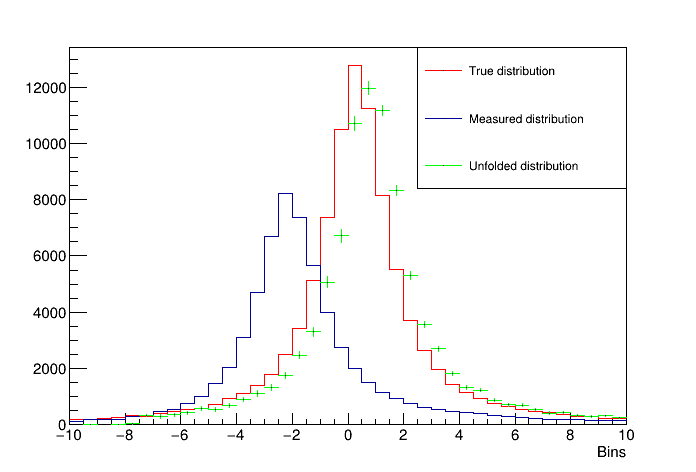 True distribution
Measured distribution
Unfolded distribution
12000
10000
8000
6000
4000
2000
0
−10 −8 −6 −4 −2 0 2 4 6 8 10
Bins